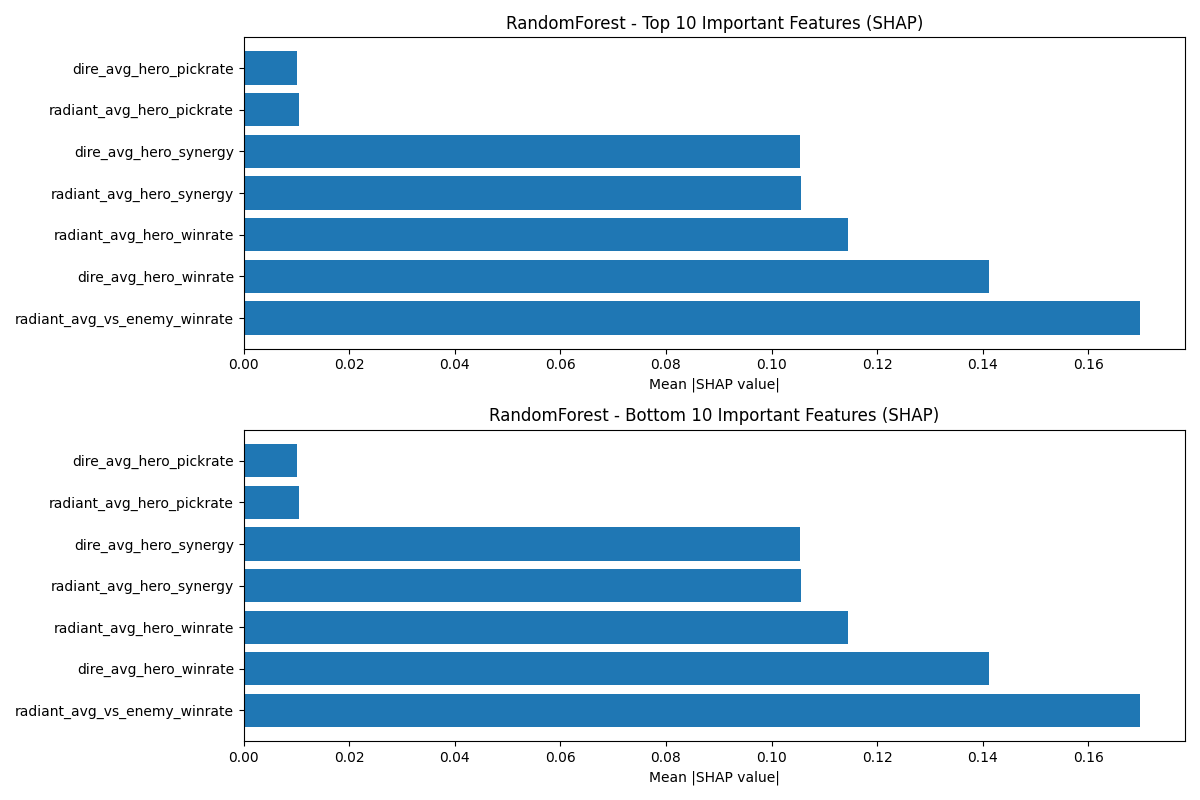 RandomForest - Top 10 Important Features (SHAP)
dire_avg_hero_pickrate
radiant_avg_hero_pickrate
dire_avg_hero_synergy
radiant_avg_hero_synergy
radiant_avg_hero_winrate
dire_avg_hero_winrate
radiant_avg_vs_enemy_winrate
0.00 0.02 0.04 0.06 0.08 0.10 0.12 0.14 0.16
Mean |SHAP value|
RandomForest - Bottom 10 Important Features (SHAP)
dire_avg_hero_pickrate
radiant_avg_hero_pickrate
dire_avg_hero_synergy
radiant_avg_hero_synergy
radiant_avg_hero_winrate
dire_avg_hero_winrate
radiant_avg_vs_enemy_winrate
0.00 0.02 0.04 0.06 0.08 0.10 0.12 0.14 0.16
Mean |SHAP value|